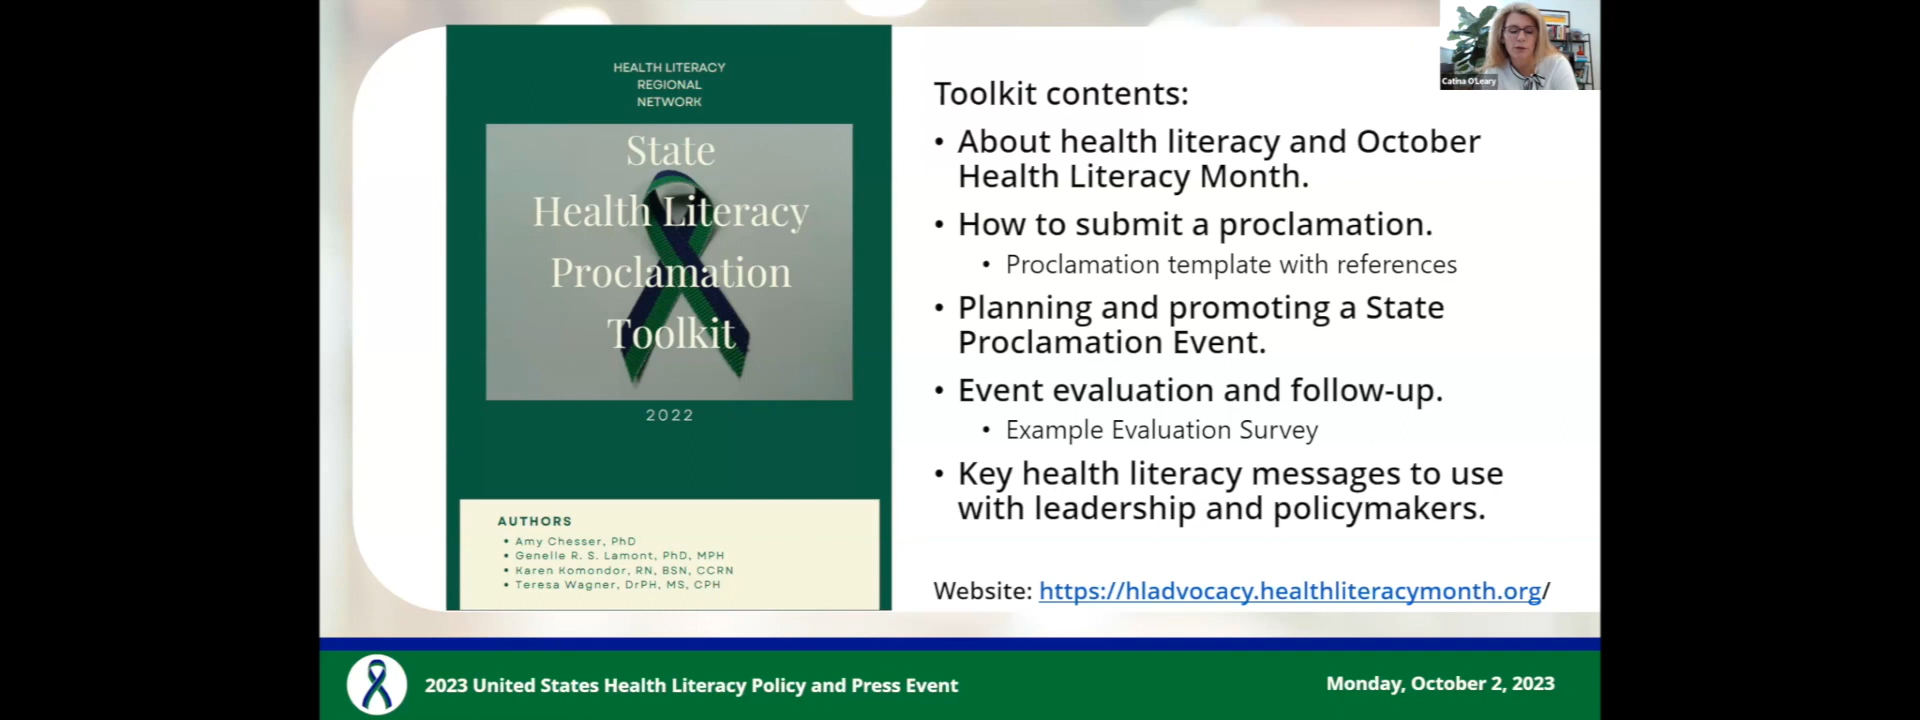 HEALTH LITERACY
REGIONAL
NETWORK
State
Health Literacy
Proclamation
Toolkit
2022
AUTHORS
• Amy Chesser, PhD
• Genelle R. S. Lamont, PhD, MPH
• Karen Komondor, RN, BSN, CCRN
• Teresa Wagner, DrPH, MS, CPH
Toolkit contents:
• About health literacy and October
Health Literacy Month.
• How to submit a proclamation.
• Proclamation template with references
• Planning and promoting a State
Proclamation Event.
• Event evaluation and follow-up.
• Example Evaluation Survey
• Key health literacy messages to use
with leadership and policymakers.
Website: https://hladvocacy.healthliteracymonth.org/
Catina O'Leary
2023 United States Health Literacy Policy and Press Event
Monday, October 2, 2023